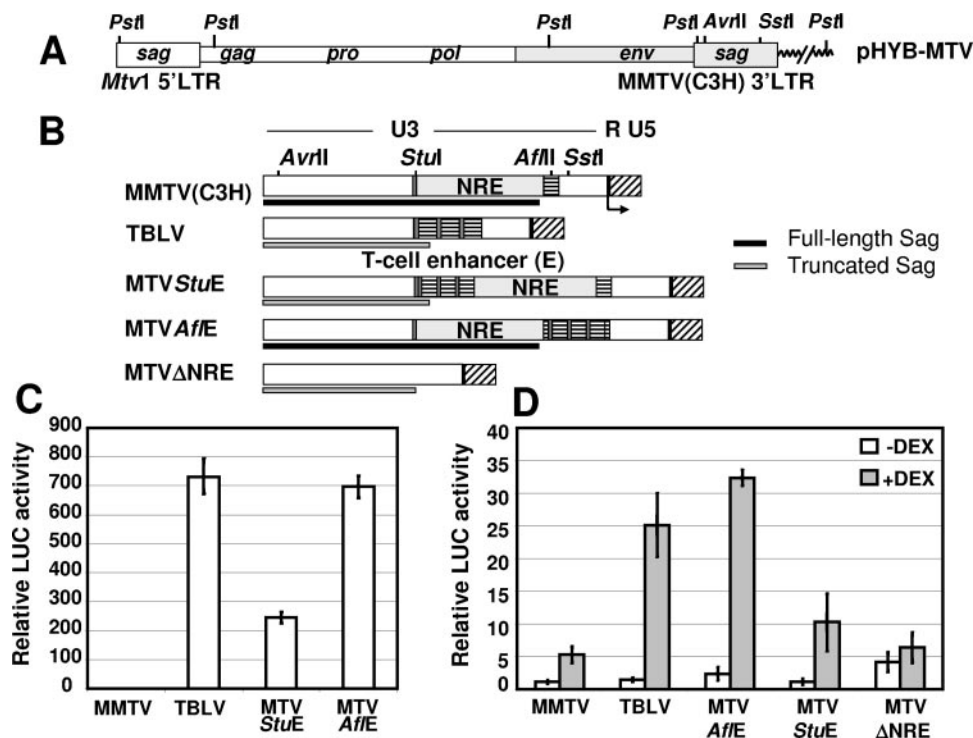 PstI PstI PstI PstI AvrII SstI PstI
A sag gag pro pol env sag pHYB-MTV
Mtv1 5'LTR MMTV(C3H) 3'LTR
B U3 R U5
AvrII StuI AflII SstI
MMTV(C3H) NRE
TBLV
T-cell enhancer (E)
Full-length Sag
Truncated Sag
MTVStuE NRE
MTVAflE NRE
MTVΔNRE
C
Relative LUC activity
900
800
700
600
500
400
300
200
100
0
MMTV TBLV MTV StuE MTV AflE
D
Relative LUC activity
40
35
30
25
20
15
10
5
0
-DEX
+DEX
MMTV TBLV MTV AflE MTV StuE MTV ΔNRE